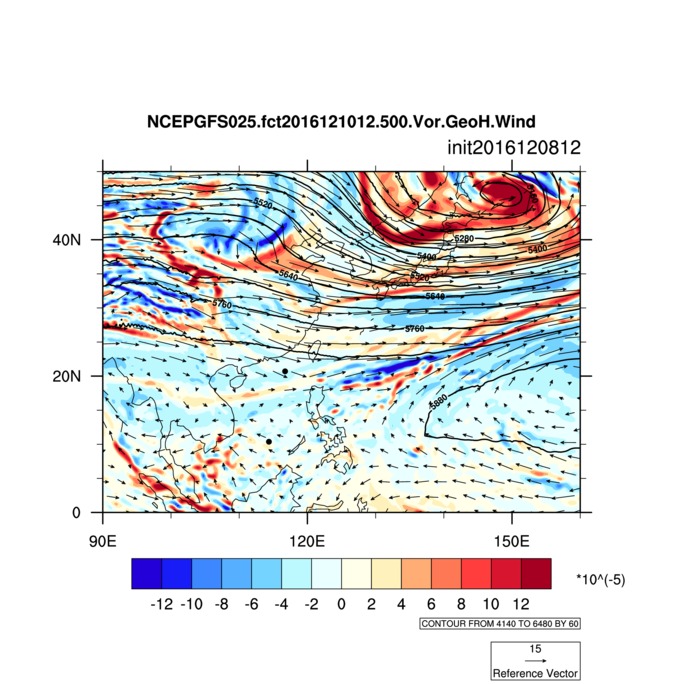 NCEPGFS025.fct2016121012.500.Vor.GeoH.Wind
init2016120812
5520
5280
40N
5400
5400
5520
5640
5640
5760
5760
20N
5880
0
90E 120E 150E
-12 -10 -8 -6 -4 -2 0 2 4 6 8 10 12 *10^(-5)
CONTOUR FROM 4140 TO 6480 BY 60
15
Reference Vector